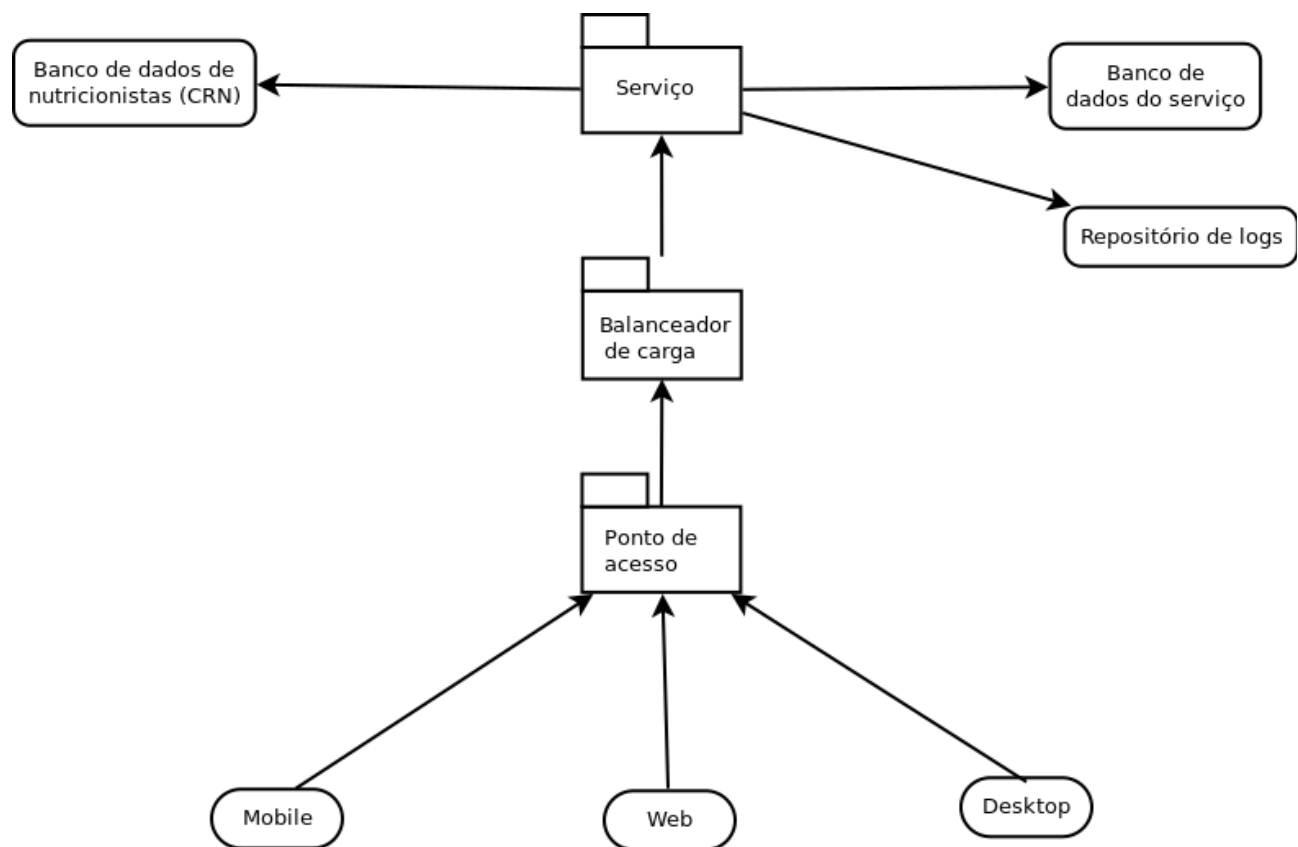 Banco de dados de
nutricionistas (CRN)
Serviço
Banco de
dados do serviço
Repositório de logs
Balanceador
de carga
Ponto de
acesso
Mobile
Web
Desktop